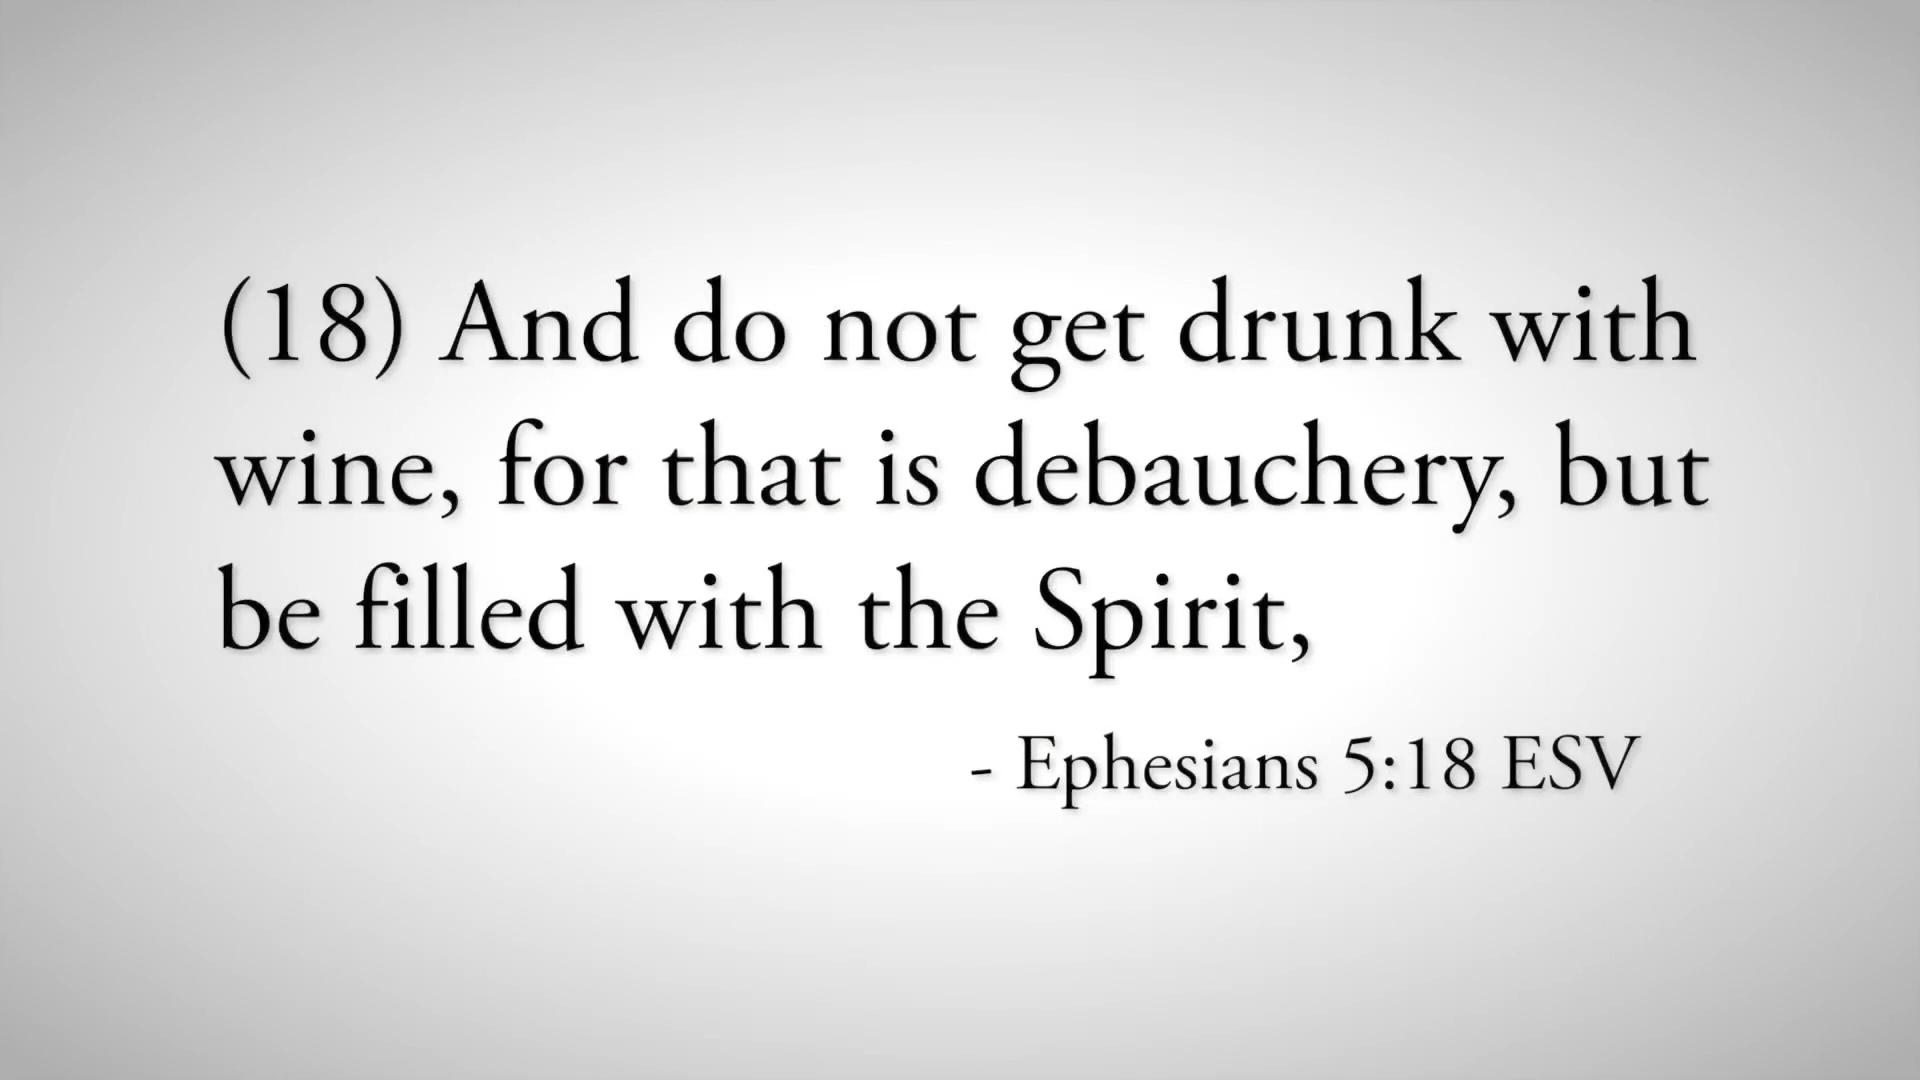 (18) And do not get drunk with
wine, for that is debauchery, but
be filled with the Spirit,
- Ephesians 5:18 ESV